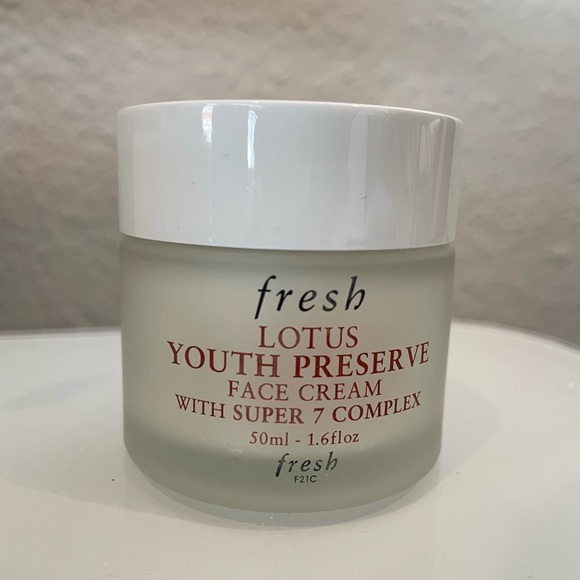 fresh
LOTUS
YOUTH PRESERVE
FACE CREAM
WITH SUPER 7 COMPLEX
50ml - 1.6floz
fresh
F21C